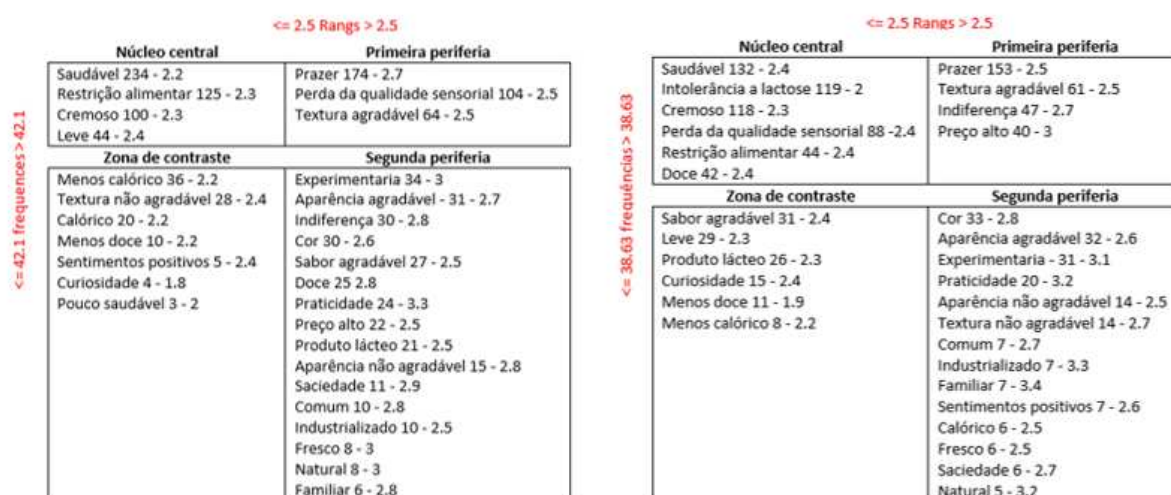 <= 2.5 Rangs > 2.5
<= 42.1 frequences > 42.1
Núcleo central
Primeira periferia
Saudável 234 - 2.2
Restrição alimentar 125 - 2.3
Cremoso 100 - 2.3
Leve 44 - 2.4
Prazer 174 - 2.7
Perda da qualidade sensorial 104 - 2.5
Textura agradável 64 - 2.5
Zona de contraste
Segunda periferia
Menos calórico 36 - 2.2
Textura não agradável 28 - 2.4
Calórico 20 - 2.2
Menos doce 10 - 2.2
Sentimentos positivos 5 - 2.4
Curiosidade 4 - 1.8
Pouco saudável 3 - 2
Experimentaria 34 - 3
Aparência agradável - 31 - 2.7
Indiferença 30 - 2.8
Cor 30 - 2.6
Sabor agradável 27 - 2.5
Doce 25 2.8
Praticidade 24 - 3.3
Preço alto 22 - 2.5
Produto lácteo 21 - 2.5
Aparência não agradável 15 - 2.8
Saciedade 11 - 2.9
Comum 10 - 2.8
Industrializado 10 - 2.5
Fresco 8 - 3
Natural 8 - 3
Familiar 6 - 2.8
<= 2.5 Rangs > 2.5
<= 38.63 frequências > 38.63
Núcleo central
Primeira periferia
Saudável 132 - 2.4
Intolerância a lactose 119 - 2
Cremoso 118 - 2.3
Perda da qualidade sensorial 88 -2.4
Restrição alimentar 44 - 2.4
Doce 42 - 2.4
Prazer 153 - 2.5
Textura agradável 61 - 2.5
Indiferença 47 - 2.7
Preço alto 40 - 3
Zona de contraste
Segunda periferia
Sabor agradável 31 - 2.4
Leve 29 - 2.3
Produto lácteo 26 - 2.3
Curiosidade 15 - 2.4
Menos doce 11 - 1.9
Menos calórico 8 - 2.2
Cor 33 - 2.8
Aparência agradável 32 - 2.6
Experimentaria - 31 - 3.1
Praticidade 20 - 3.2
Aparência não agradável 14 - 2.5
Textura não agradável 14 - 2.7
Comum 7 - 2.7
Industrializado 7 - 3.3
Familiar 7 - 3.4
Sentimentos positivos 7 - 2.6
Calórico 6 - 2.5
Fresco 6 - 2.5
Saciedade 6 - 2.7
Natural 5 - 3.2